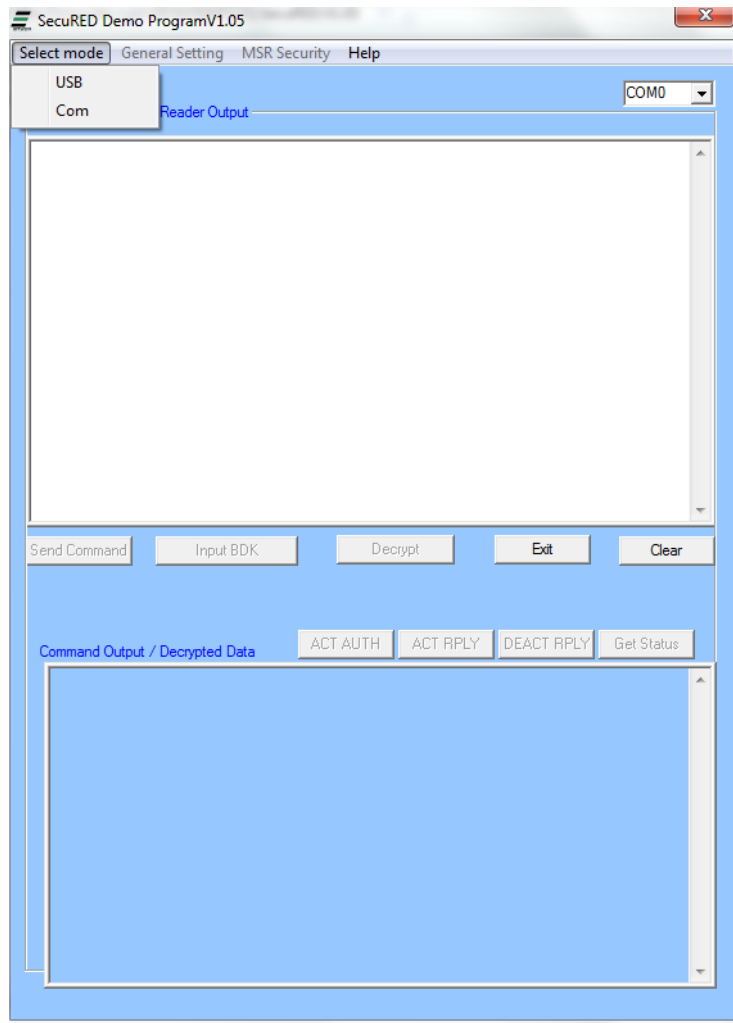 SecuRED Demo ProgramV1.05
Select mode General Setting MSR Security Help
USB
Com
COM0
Reader Output
Send Command Input BDK Decrypt Exit Clear
ACT AUTH ACT RPLY DEACT RPLY Get Status
Command Output / Decrypted Data